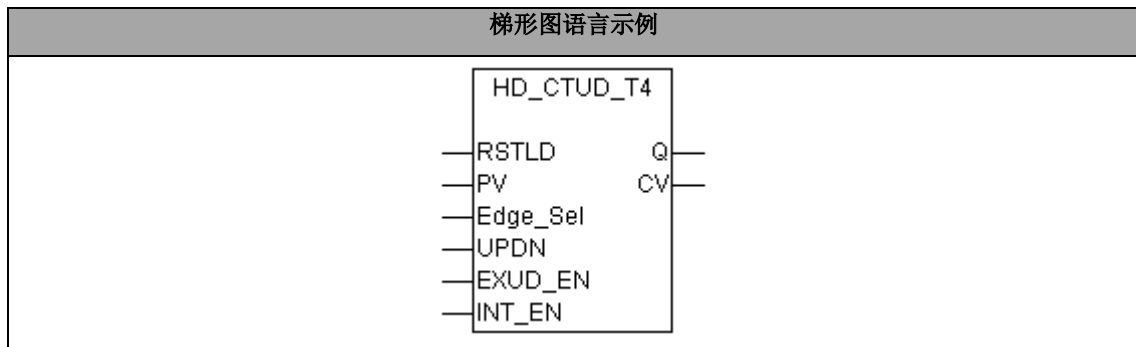 梯形图语言示例
HD_CTUD_T4
RSTLD Q
PV CV
Edge_Sel
UPDN
EXUD_EN
INT_EN